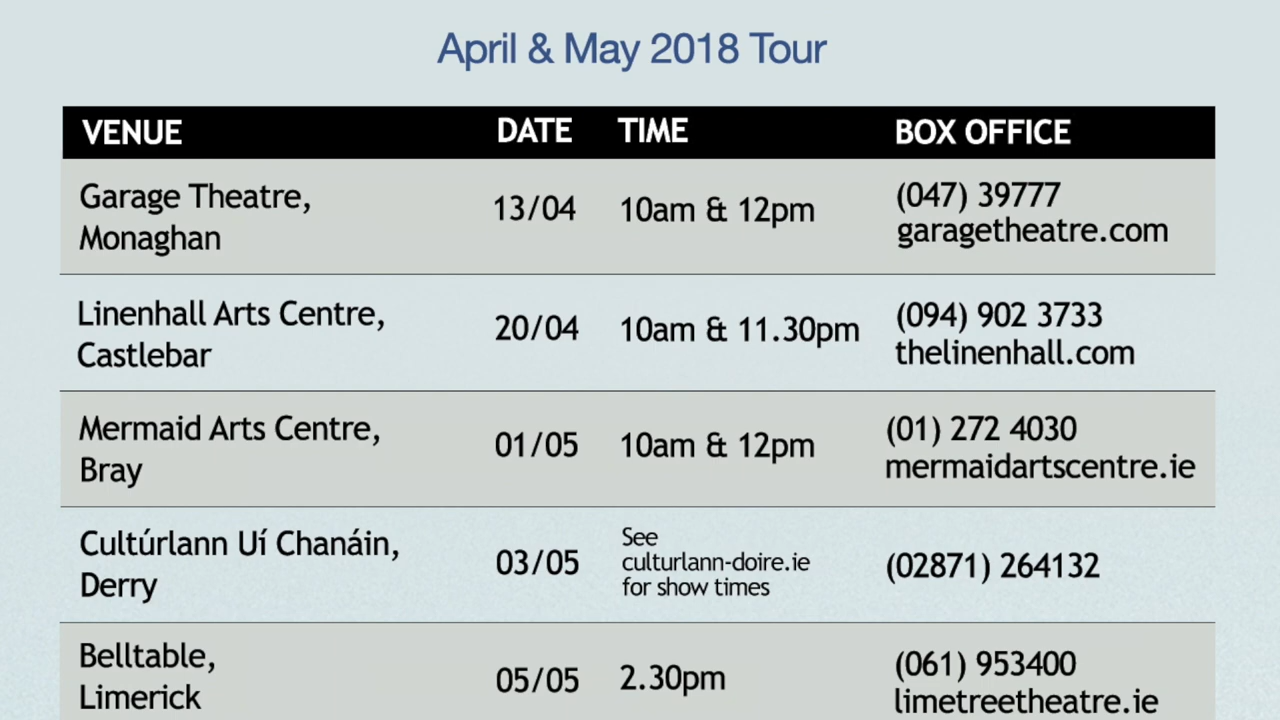 April & May 2018 Tour
VENUE DATE TIME BOX OFFICE
Garage Theatre,
Monaghan
13/04
10am & 12pm
(047) 39777
garagetheatre.com
Linenhall Arts Centre,
Castlebar
20/04
10am & 11.30pm
(094) 902 3733
thelinenhall.com
Mermaid Arts Centre,
Bray
01/05
10am & 12pm
(01) 272 4030
mermaidartscentre.ie
Cultúrlann Uí Chanáin,
Derry
03/05
See
culturlann-doire.ie
for show times
(02871) 264132
Belltable,
Limerick
05/05
2.30pm
(061) 953400
limetreetheatre.ie